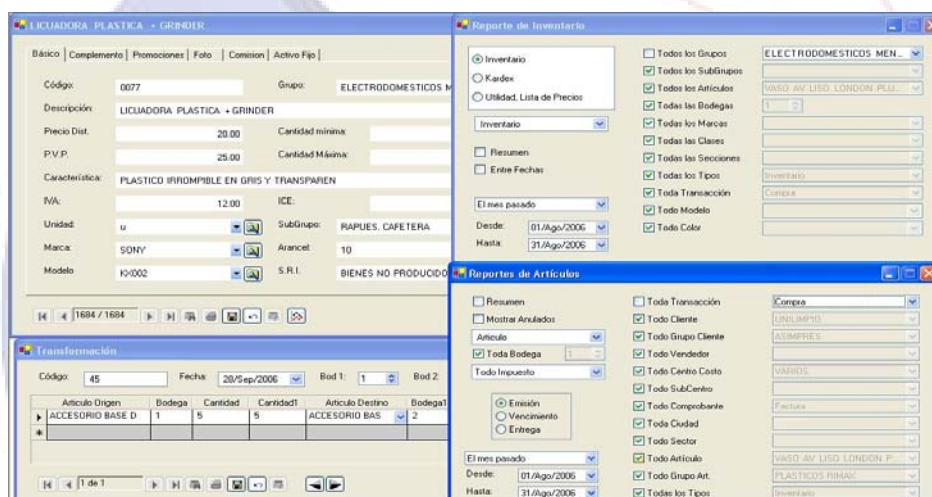 LICUADORA PLASTICA + GRINDER
Básico Complemento Promociones Foto Comision Activo Fijo
Código: 0077 Grupo: ELECTRODOMESTICOS M
Descripción: LICUADORA PLASTICA +GRINDER
Precio Dist. 20.00 Cantidad minima:
P.V.P. 25.00 Cantidad Máxima:
Característica: PLASTICO IRROMPIBLE EN GRIS Y TRANSPAREN
IVA: 12.00 ICE:
Unidad: u SubGrupo: RAPUES. CAFETERA
Marca: SONY Arancel: 10
Modelo KX002 S.R.I. BIENES NO PRODUCIDO
1684 / 1684
Transformación
Código: 45 Fecha: 28/Sep/2006 Bod 1: 1 Bod 2:
Artículo Origen Bodega Cantidad Cantidad1 Artículo Destino Bodega1
ACCESORIO BASE D 1 5 5 ACCESORIO BAS 2
1 de 1
Reporte de Inventario
Inventario
Kardex
Utilidad, Lista de Precios
Inventario
Resumen
Entre Fechas
El mes pasado
Desde: 01/Ago/2006
Hasta: 31/Ago/2006
Todos los Grupos ELECTRODOMESTICOS MEN...
Todos los SubGrupos
Todos los Artículos VASO AV LISO LONDON PLU...
Todas las Bodegas 1
Todas los Marcas
Todas las Clases
Todas las Secciones
Todas los Tipos Inventario
Toda Transacción Compra
Todo Modelo
Todo Color
Reportes de Artículos
Resumen
Mostrar Anulados
Artículo
Toda Bodega 1
Todo Impuesto
Emisión
Vencimiento
Entrega
El mes pasado
Desde: 01/Ago/2006
Hasta: 31/Ago/2006
Toda Transacción Compra
Todo Cliente UNILIMPIO
Todo Grupo Cliente ASIMPRES
Todo Vendedor
Todo Centro Costo VARIOS
Todo SubCentro
Todo Comprobante Factura
Toda Ciudad
Todo Sector
Todo Artículo VASO AV LISO LONDON P...
Todo Grupo Art. PLASTICOS RIMAX
Todas los Tipos Inventario